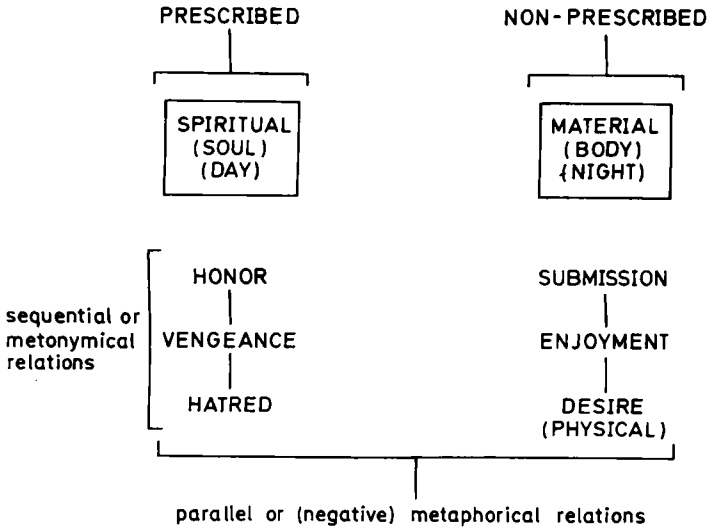 PRESCRIBED
NON-PRESCRIBED
SPIRITUAL
(SOUL)
(DAY)
MATERIAL
(BODY)
{NIGHT)
HONOR
SUBMISSION
sequential or
metonymical
relations
VENGEANCE
ENJOYMENT
HATRED
DESIRE
(PHYSICAL)
parallel or (negative) metaphorical relations